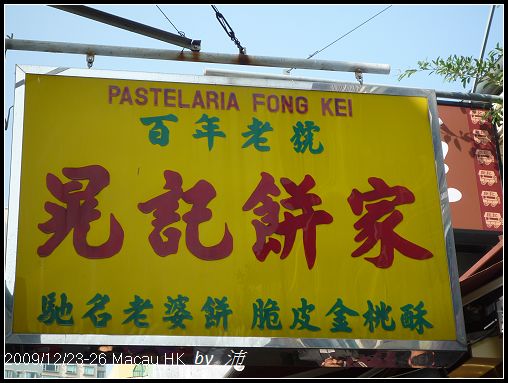 PASTELARIA FONG KEI
百年老號
晃記餅家
馳名老婆餅 脆皮金桃酥
2009/12/23-26 Macau HK by 沛